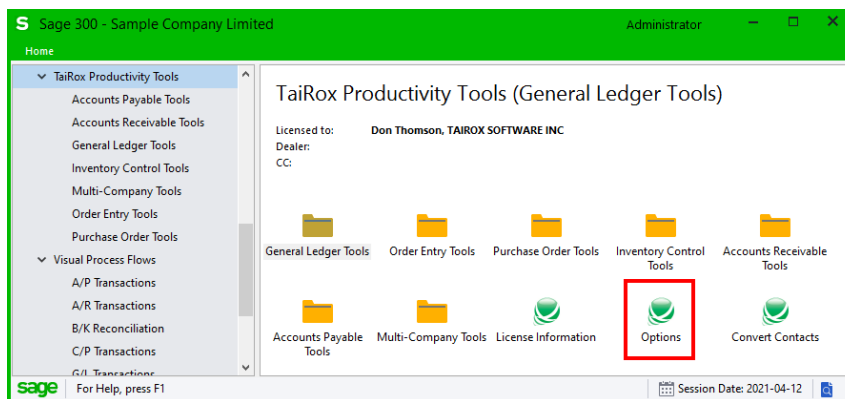 S Sage 300 - Sample Company Limited
Administrator
Home
TaiRox Productivity Tools
Accounts Payable Tools
Accounts Receivable Tools
General Ledger Tools
Inventory Control Tools
Multi-Company Tools
Order Entry Tools
Purchase Order Tools
Visual Process Flows
A/P Transactions
A/R Transactions
B/K Reconciliation
C/P Transactions
G/L Transactions
TaiRox Productivity Tools (General Ledger Tools)
Licensed to: Don Thomson, TAIROX SOFTWARE INC
Dealer:
CC:
General Ledger Tools
Order Entry Tools
Purchase Order Tools
Inventory Control
Tools
Accounts Receivable
Tools
Accounts Payable
Tools
Multi-Company Tools
License Information
Options
Convert Contacts
sage
For Help, press F1
Session Date: 2021-04-12